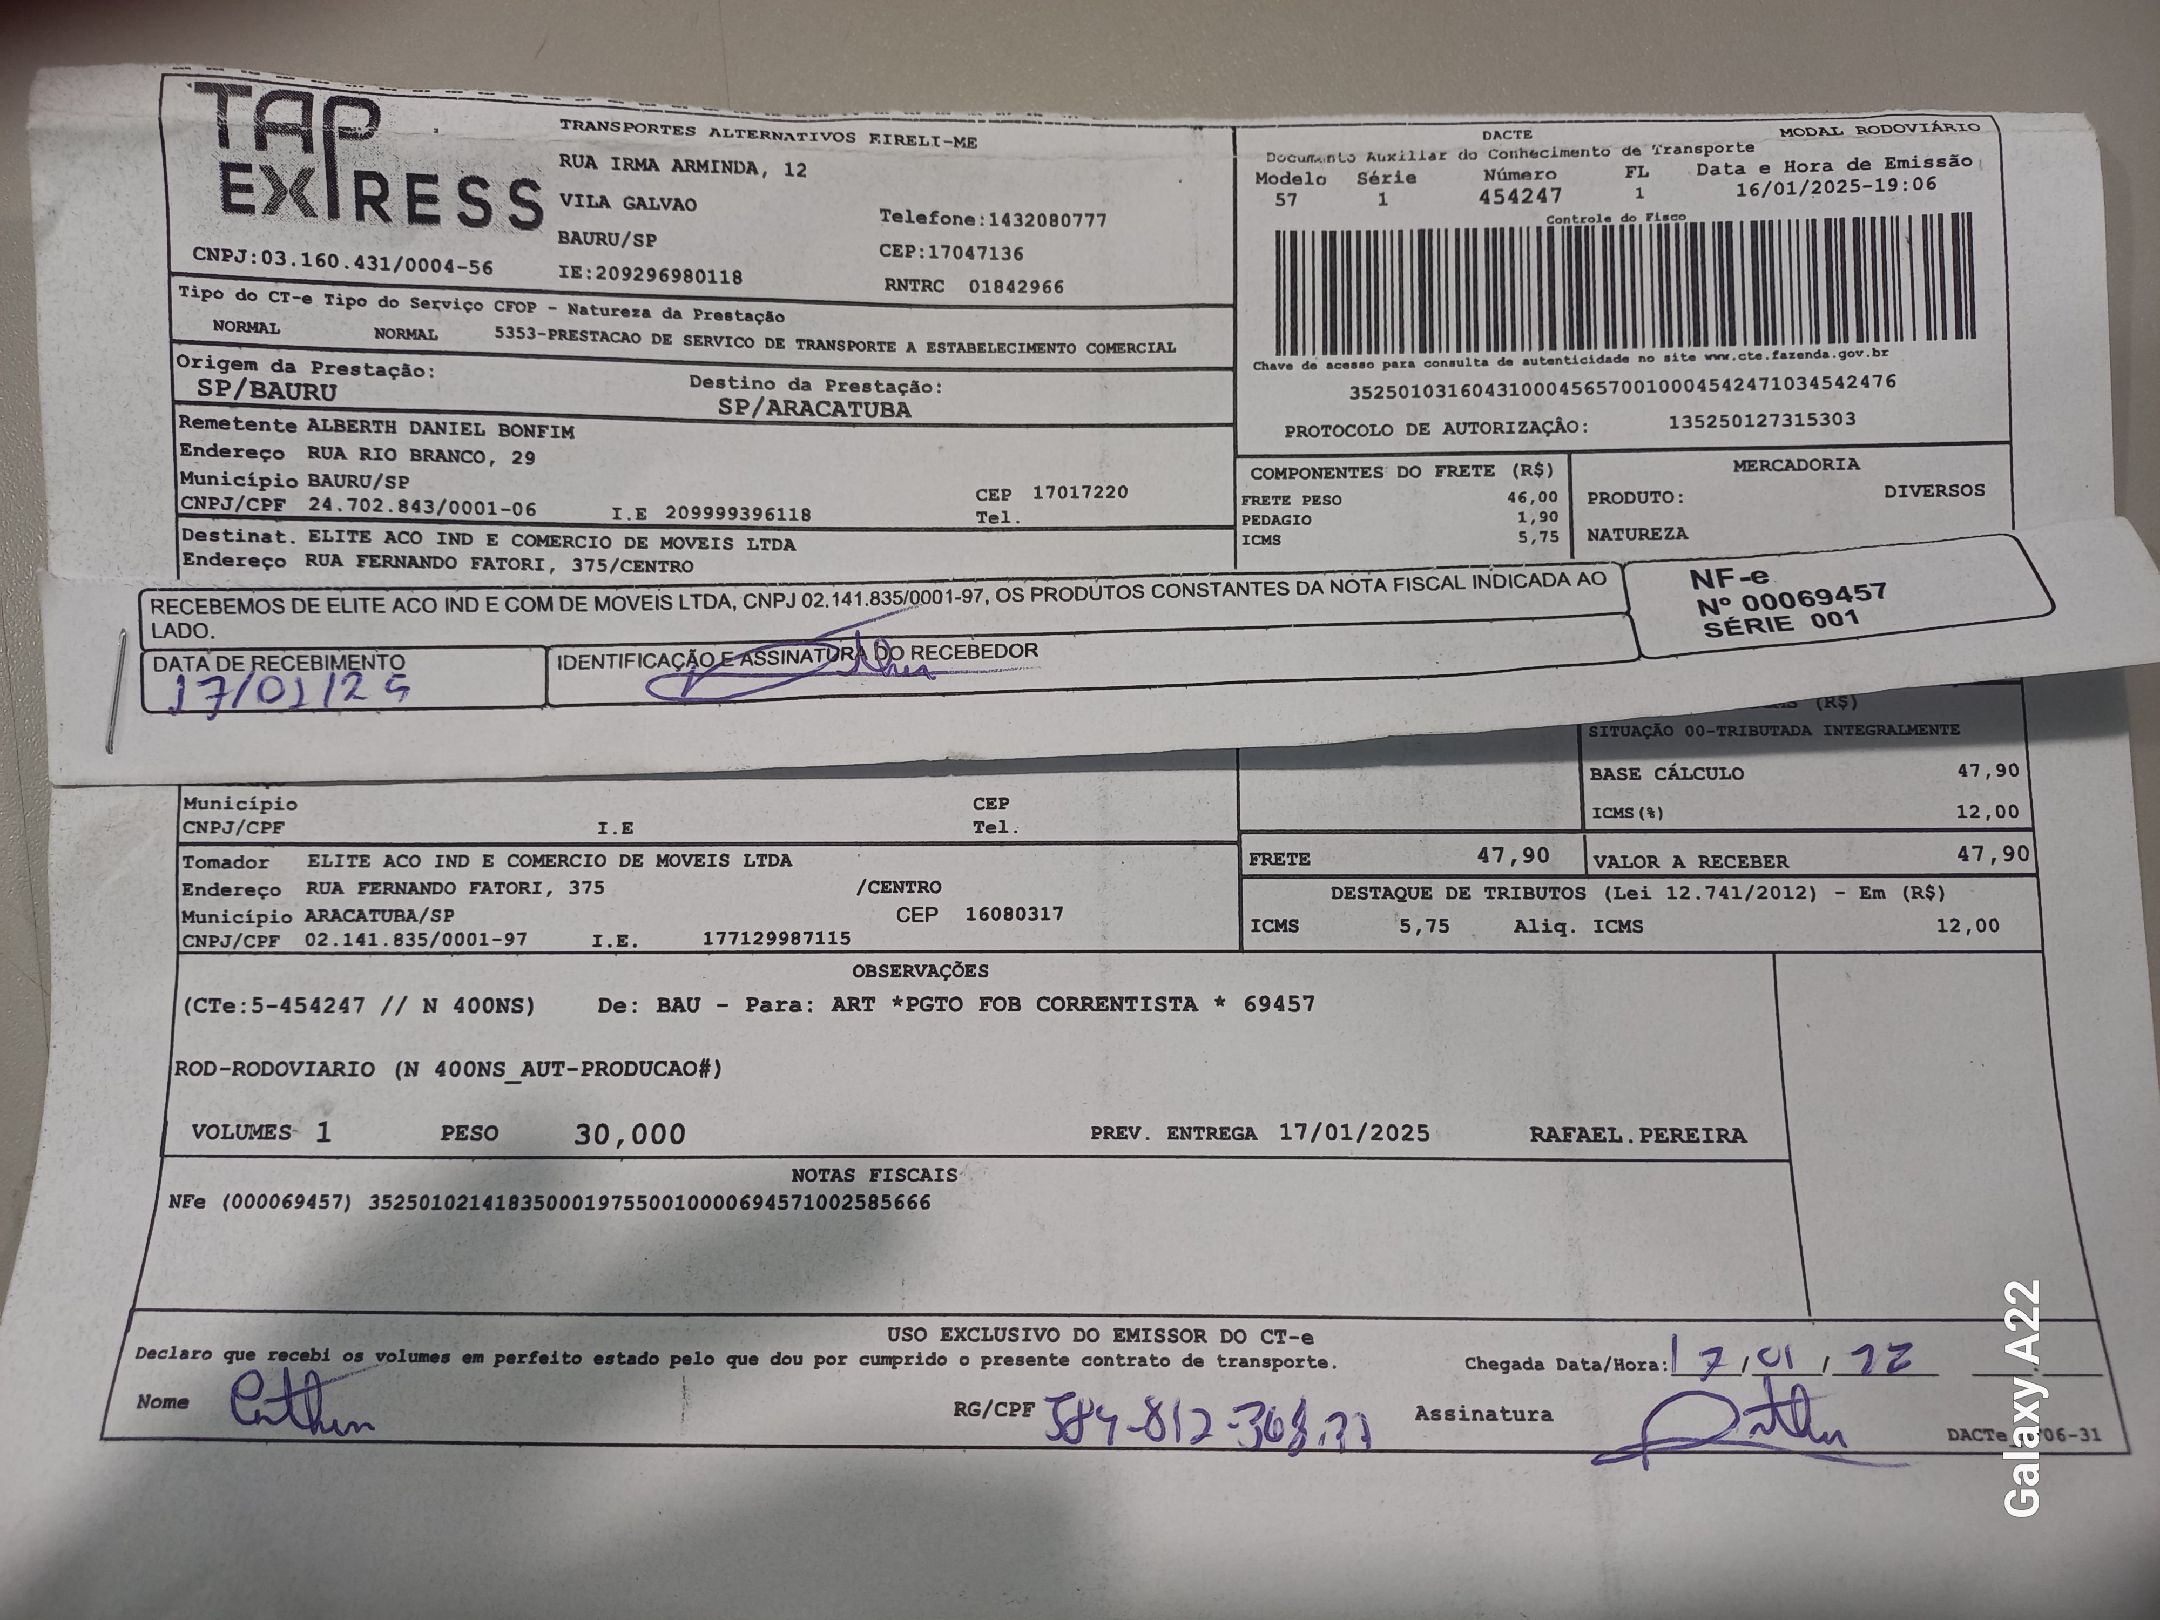 TAP
EXPRESS
TRANSPORTES ALTERNATIVOS EIRELI-ME
RUA IRMA ARMINDA, 12
VILA GALVAO
BAURU/SP
Telefone:1432080777
CEP:17047136
CNPJ:03.160.431/0004-56
IE:209296980118
RNTRC 01842966
DACTE
MODAL RODOVIÁRIO
Documento Auxiliar do Conhecimento de Transporte
Modelo Série Número FL Data e Hora de Emissão
57 1 454247 1 16/01/2025-19:06
Controle do Fisco
Chave de acesso para consulta de autenticidade no site www.cte.fazenda.gov.br
35250103160431000456570010004542471034542476
PROTOCOLO DE AUTORIZAÇÂO: 135250127315303
Tipo do CT-e Tipo do Serviço CFOP - Natureza da Prestação
NORMAL NORMAL 5353-PRESTACAO DE SERVICO DE TRANSPORTE A ESTABELECIMENTO COMERCIAL
Origem da Prestação:
SP/BAURU
Destino da Prestação:
SP/ARACATUBA
Remetente ALBERTH DANIEL BONFIM
Endereço RUA RIO BRANCO, 29
Município BAURU/SP
CEP 17017220
CNPJ/CPF 24.702.843/0001-06 I.E 209999396118 Tel.
COMPONENTES DO FRETE (R$)
FRETE PESO 46,00
PEDAGIO 1,90
ICMS 5,75
MERCADORIA
PRODUTO: DIVERSOS
NATUREZA
Destinat. ELITE ACO IND E COMERCIO DE MOVEIS LTDA
Endereço RUA FERNANDO FATORI, 375/CENTRO
RECEBEMOS DE ELITE ACO IND E COM DE MOVEIS LTDA, CNPJ 02.141.835/0001-97, OS PRODUTOS CONSTANTES DA NOTA FISCAL INDICADA AO
LADO.
NF-e
Nº 00069457
SÉRIE 001
DATA DE RECEBIMENTO
17/01/25
IDENTIFICAÇÃO E ASSINATURA DO RECEBEDOR
(R$)
SITUAÇÃO 00-TRIBUTADA INTEGRALMENTE
BASE CÁLCULO 47,90
ICMS(%) 12,00
Município CEP
CNPJ/CPF I.E Tel.
FRETE 47,90 VALOR A RECEBER 47,90
Tomador ELITE ACO IND E COMERCIO DE MOVEIS LTDA
Endereço RUA FERNANDO FATORI, 375 /CENTRO
Município ARACATUBA/SP CEP 16080317
CNPJ/CPF 02.141.835/0001-97 I.E. 177129987115
DESTAQUE DE TRIBUTOS (Lei 12.741/2012) - Em (R$)
ICMS 5,75 Aliq. ICMS 12,00
OBSERVAÇÕES
(CTe:5-454247 // N 400NS) De: BAU - Para: ART *PGTO FOB CORRENTISTA * 69457
ROD-RODOVIARIO (N 400NS_AUT-PRODUCAO#)
VOLUMES 1 PESO 30,000 PREV. ENTREGA 17/01/2025 RAFAEL.PEREIRA
NOTAS FISCAIS
NFe (000069457) 35250102141835000197550010000694571002585666
USO EXCLUSIVO DO EMISSOR DO CT-e
Declaro que recebi os volumes em perfeito estado pelo que dou por cumprido o presente contrato de transporte.
Chegada Data/Hora: 17/01/
Nome
RG/CPF
Assinatura
DACTe 06-31
Galaxy A22